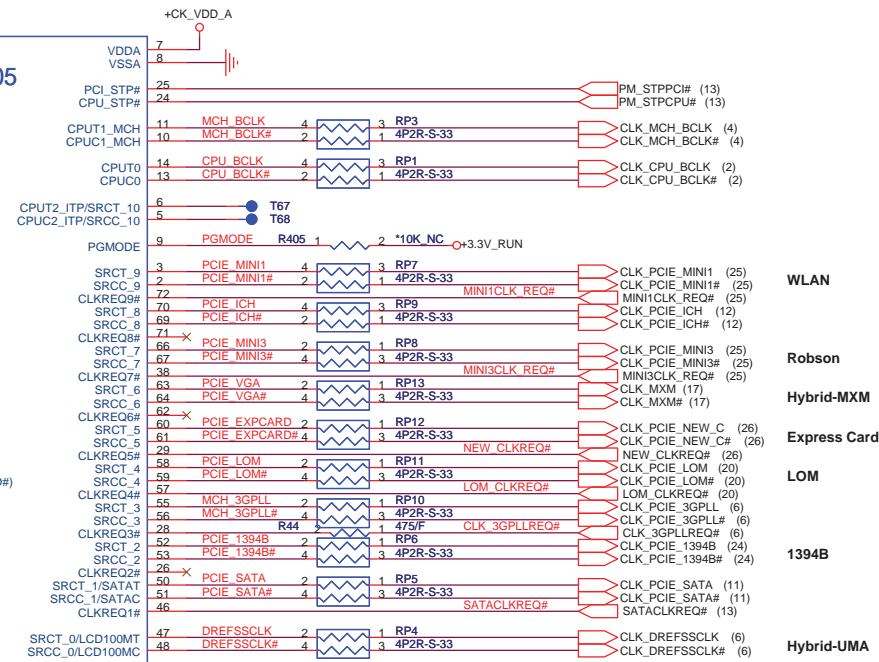 +CK_VDD_A
05
VDDA 7
VSSA 8
PCI_STP# 25 PM_STPPCI# (13)
CPU_STP# 24 PM_STPCPU# (13)
CPUT1_MCH 11 MCH_BCLK 4 3 RP3 CLK_MCH_BCLK (4)
CPUC1_MCH 10 MCH_BCLK# 2 1 4P2R-S-33 CLK_MCH_BCLK# (4)
CPUT0 14 CPU_BCLK 4 3 RP1 CLK_CPU_BCLK (2)
CPUC0 13 CPU_BCLK# 2 1 4P2R-S-33 CLK_CPU_BCLK# (2)
CPUT2_ITP/SRCT_10 6 T67
CPUC2_ITP/SRCC_10 5 T68
PGMODE 9 PGMODE R405 1 2 *10K_NC +3.3V_RUN
SRCT_9 3 PCIE_MINI1 4 3 RP7 CLK_PCIE_MINI1 (25)
SRCC_9 2 PCIE_MINI1# 2 1 4P2R-S-33 CLK_PCIE_MINI1# (25) WLAN
CLKREQ9# 72 MINI1CLK_REQ# MINI1CLK_REQ# (25)
SRCT_8 70 PCIE_ICH 4 3 RP9 CLK_PCIE_ICH (12)
SRCC_8 69 PCIE_ICH# 2 1 4P2R-S-33 CLK_PCIE_ICH# (12)
CLKREQ8# 71
SRCT_7 66 PCIE_MINI3 2 1 RP8 CLK_PCIE_MINI3 (25)
SRCC_7 67 PCIE_MINI3# 4 3 4P2R-S-33 CLK_PCIE_MINI3# (25) Robson
CLKREQ7# 38 MINI3CLK_REQ# MINI3CLK_REQ# (25)
SRCT_6 63 PCIE_VGA 2 1 RP13 CLK_MXM (17)
SRCC_6 64 PCIE_VGA# 4 3 4P2R-S-33 CLK_MXM# (17) Hybrid-MXM
CLKREQ6# 62
SRCT_5 60 PCIE_EXPCARD 2 1 RP12 CLK_PCIE_NEW_C (26)
SRCC_5 61 PCIE_EXPCARD# 4 3 4P2R-S-33 CLK_PCIE_NEW_C# (26) Express Card
CLKREQ5# 29 NEW_CLKREQ# NEW_CLKREQ# (26)
SRCT_4 58 PCIE_LOM 2 1 RP11 CLK_PCIE_LOM (20)
SRCC_4 59 PCIE_LOM# 4 3 4P2R-S-33 CLK_PCIE_LOM# (20) LOM
#)
CLKREQ4# 57 LOM_CLKREQ# LOM_CLKREQ# (20)
SRCT_3 55 MCH_3GPLL 2 1 RP10 CLK_PCIE_3GPLL (6)
SRCC_3 56 MCH_3GPLL# 4 3 4P2R-S-33 CLK_PCIE_3GPLL# (6)
CLKREQ3# 28 R44 2 1 475/F CLK_3GPLLREQ# CLK_3GPLLREQ# (6)
SRCT_2 52 PCIE_1394B 2 1 RP6 CLK_PCIE_1394B (24)
SRCC_2 53 PCIE_1394B# 4 3 4P2R-S-33 CLK_PCIE_1394B# (24) 1394B
CLKREQ2# 26
SRCT_1/SATAT 50 PCIE_SATA 2 1 RP5 CLK_PCIE_SATA (11)
SRCC_1/SATAC 51 PCIE_SATA# 4 3 4P2R-S-33 CLK_PCIE_SATA# (11)
CLKREQ1# 46 SATACLKREQ# SATACLKREQ# (13)
SRCT_0/LCD100MT 47 DREFSSCLK 2 1 RP4 CLK_DREFSSCLK (6)
SRCC_0/LCD100MC 48 DREFSSCLK# 4 3 4P2R-S-33 CLK_DREFSSCLK# (6) Hybrid-UMA